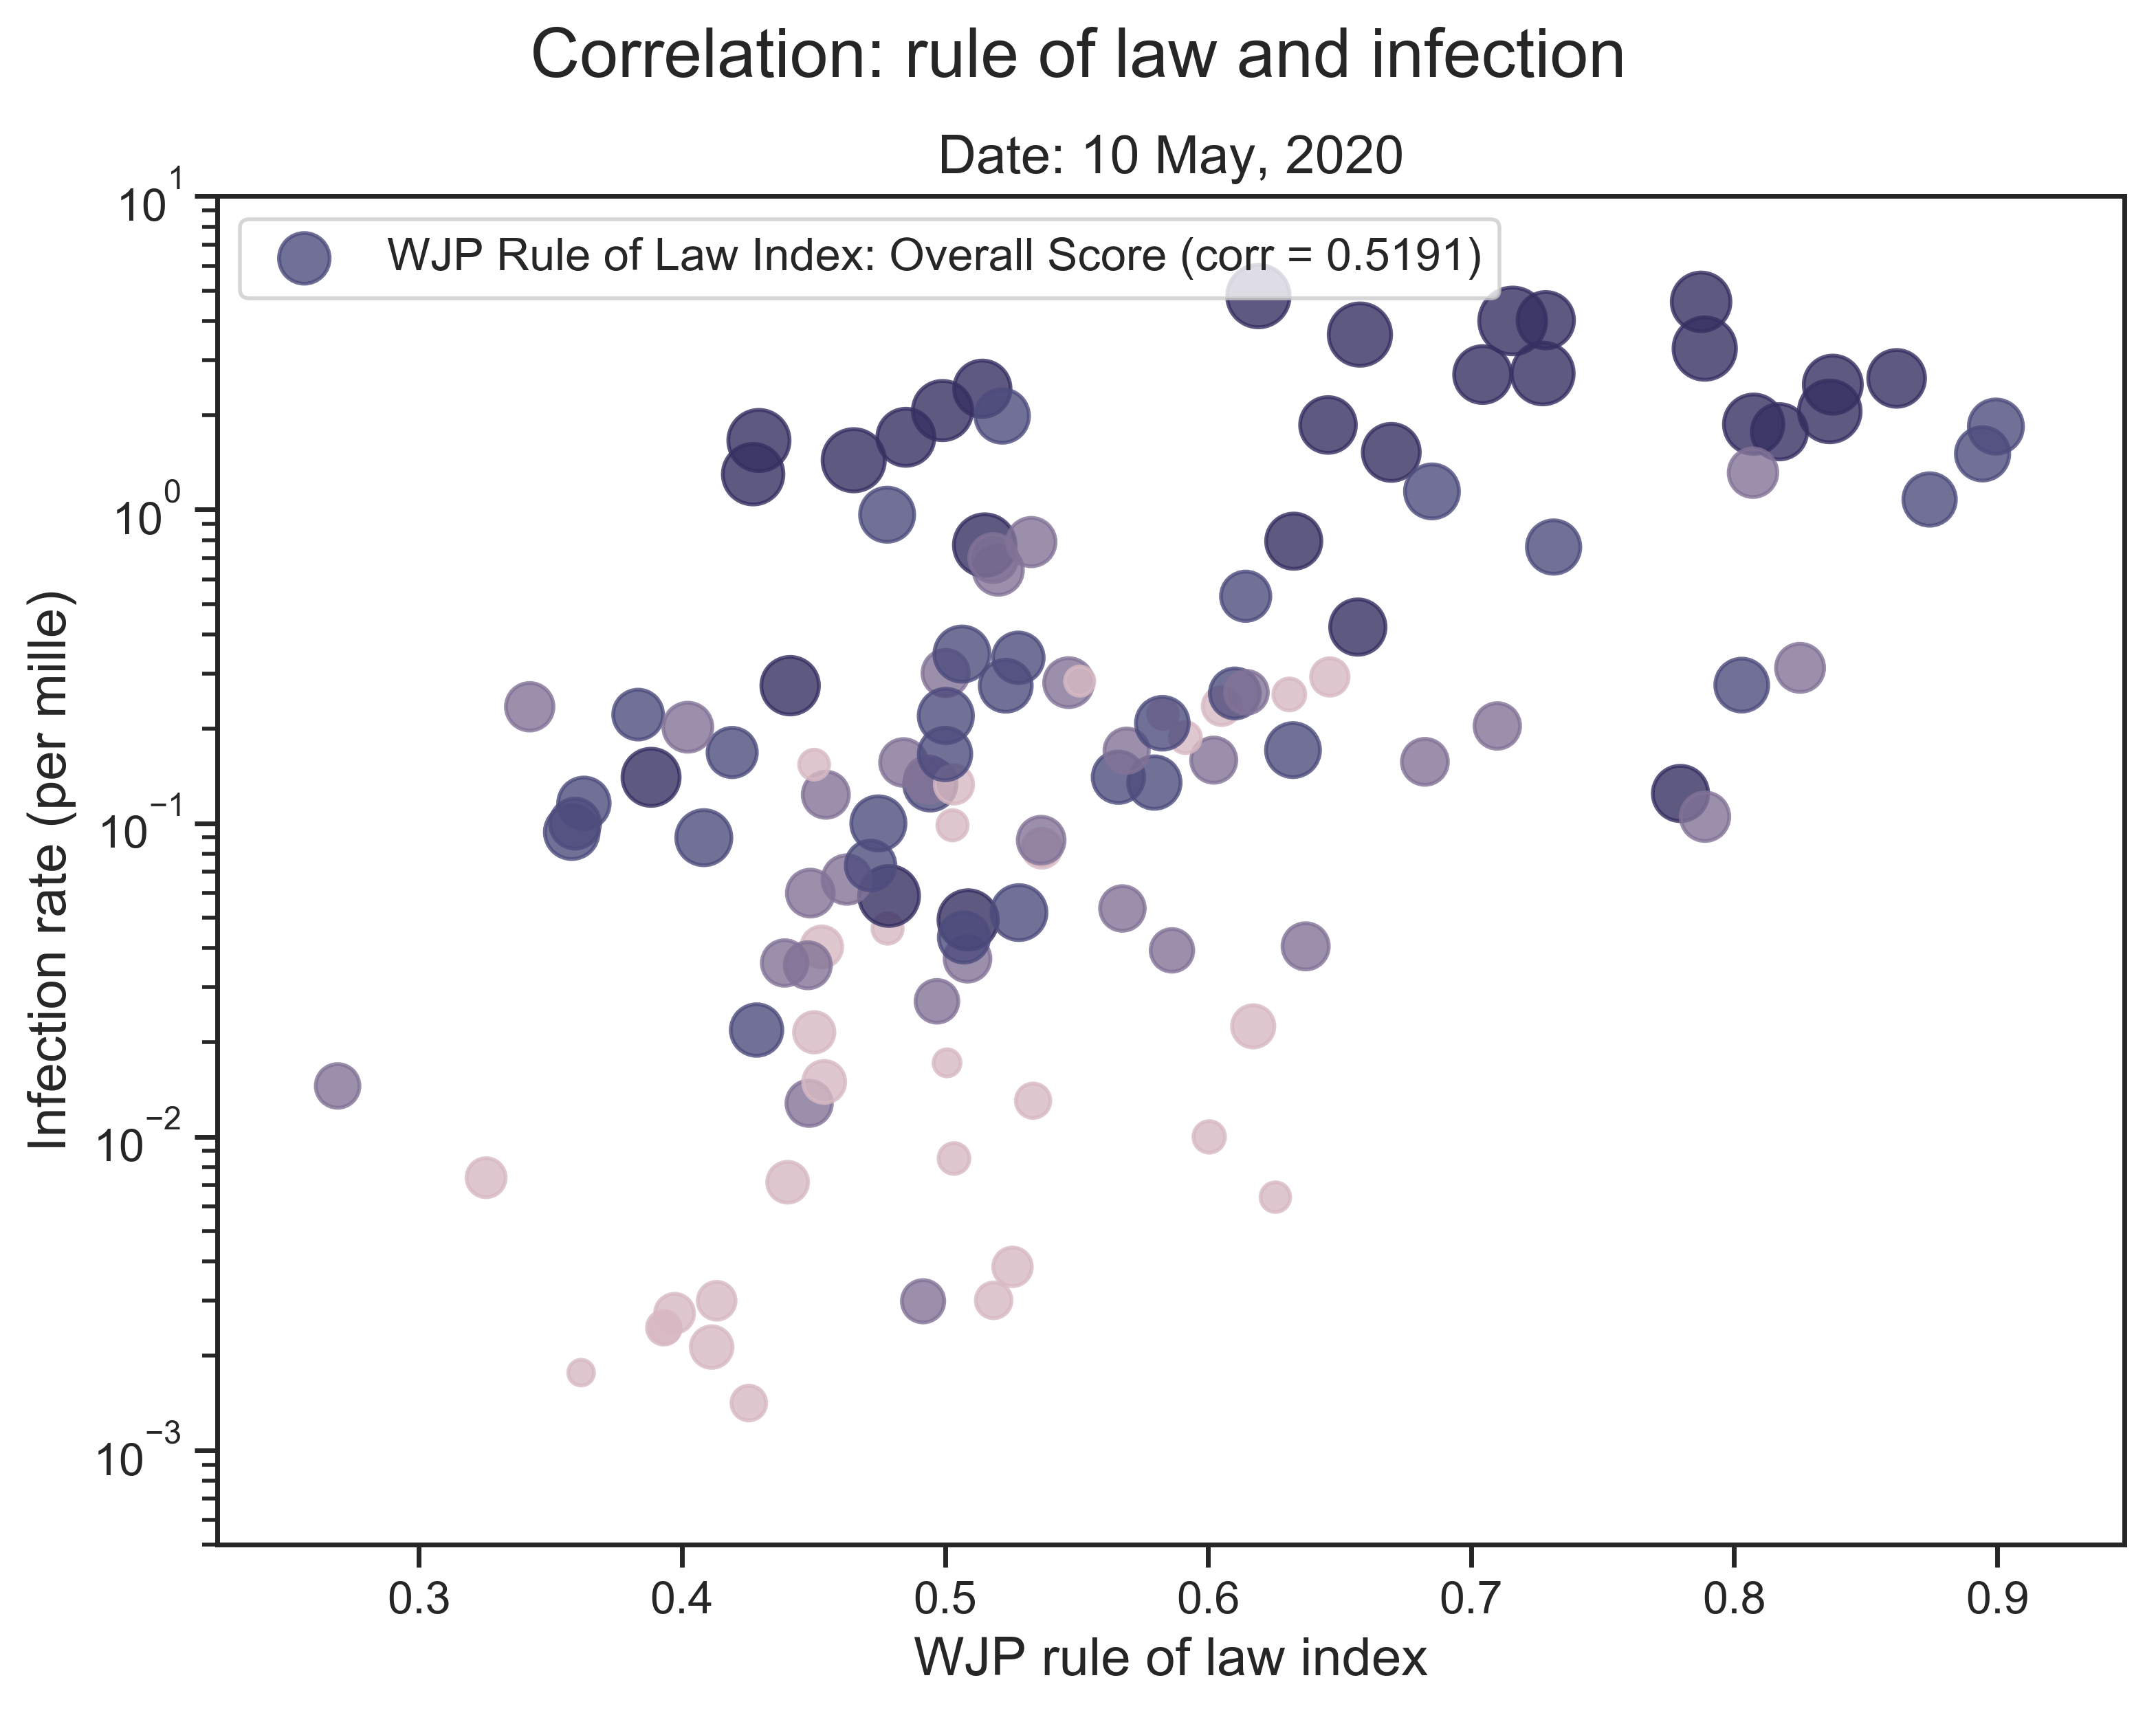 Correlation: rule of law and infection
Date: 10 May, 2020
WJP Rule of Law Index: Overall Score (corr = 0.5191)
Infection rate (per mille)
10^1
10^0
10^−1
10^−2
10^−3
0.3 0.4 0.5 0.6 0.7 0.8 0.9
WJP rule of law index